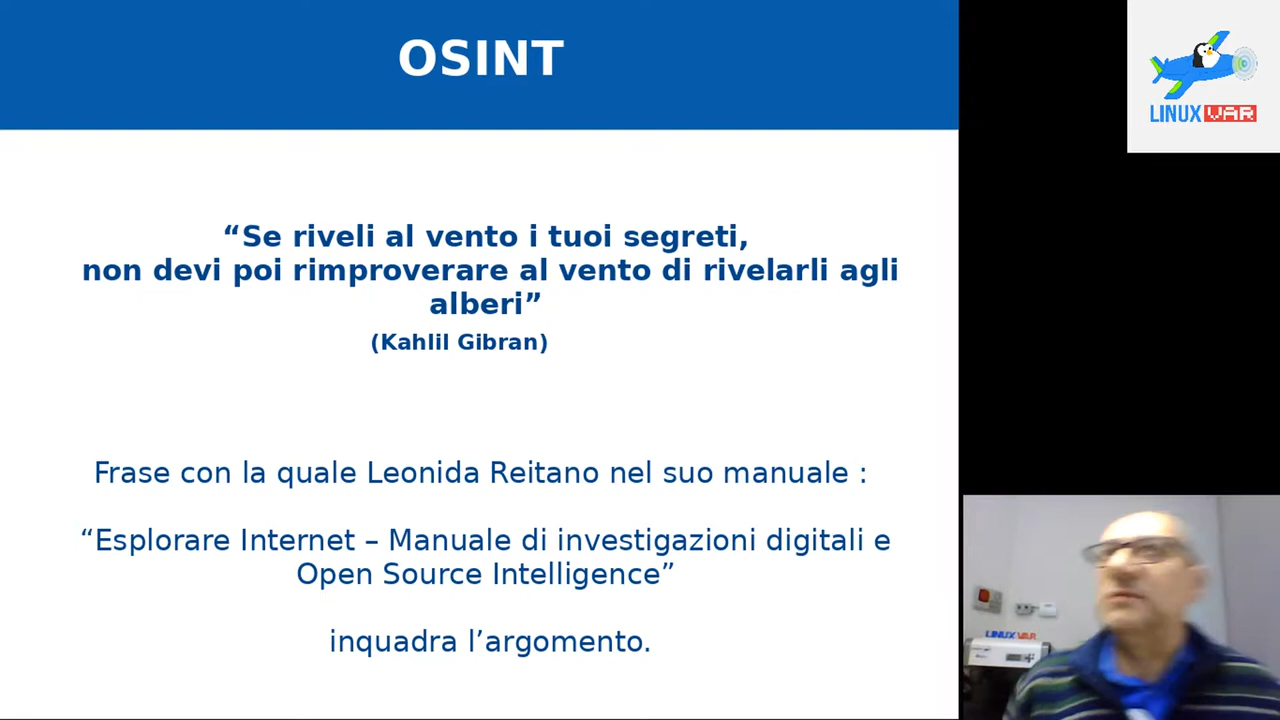 OSINT
“Se riveli al vento i tuoi segreti,
non devi poi rimproverare al vento di rivelarli agli
alberi”
(Kahlil Gibran)
Frase con la quale Leonida Reitano nel suo manuale :
“Esplorare Internet – Manuale di investigazioni digitali e
Open Source Intelligence”
inquadra l’argomento.
LINUX VAR
LINUX VAR